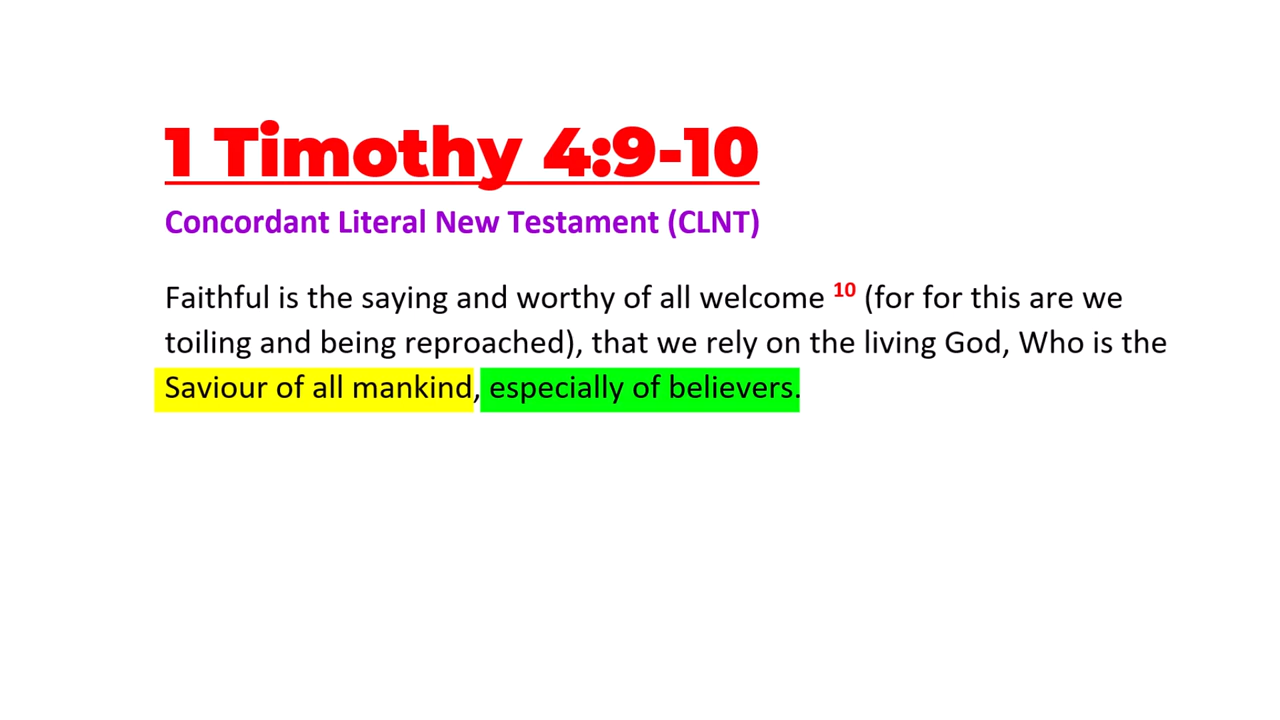 1 Timothy 4:9-10
Concordant Literal New Testament (CLNT)
Faithful is the saying and worthy of all welcome 10 (for for this are we
toiling and being reproached), that we rely on the living God, Who is the
Saviour of all mankind, especially of believers.